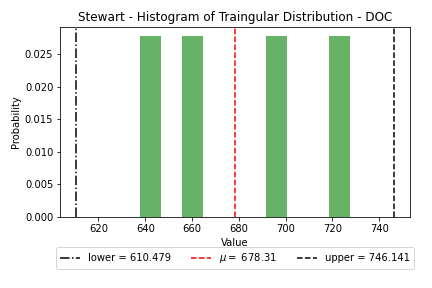 Stewart - Histogram of Traingular Distribution - DOC
Probability
0.025
0.020
0.015
0.010
0.005
0.000
620 640 660 680 700 720 740
Value
lower = 610.479 μ = 678.31 upper = 746.141